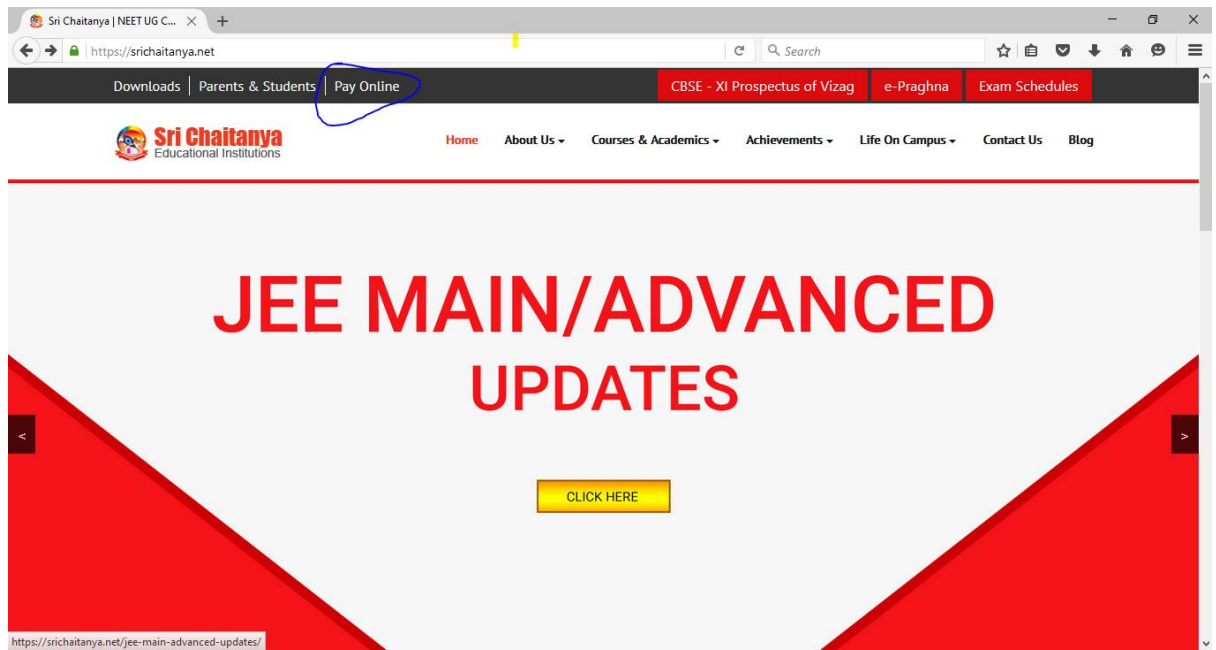 Sri Chaitanya | NEET UG C...
https://srichaitanya.net
Search
Downloads | Parents & Students | Pay Online
CBSE - XI Prospectus of Vizag
e-Praghna
Exam Schedules
Sri Chaitanya
Educational Institutions
Home
About Us
Courses & Academics
Achievements
Life On Campus
Contact Us
Blog
JEE MAIN/ADVANCED
UPDATES
<
>
CLICK HERE
https://srichaitanya.net/jee-main-advanced-updates/